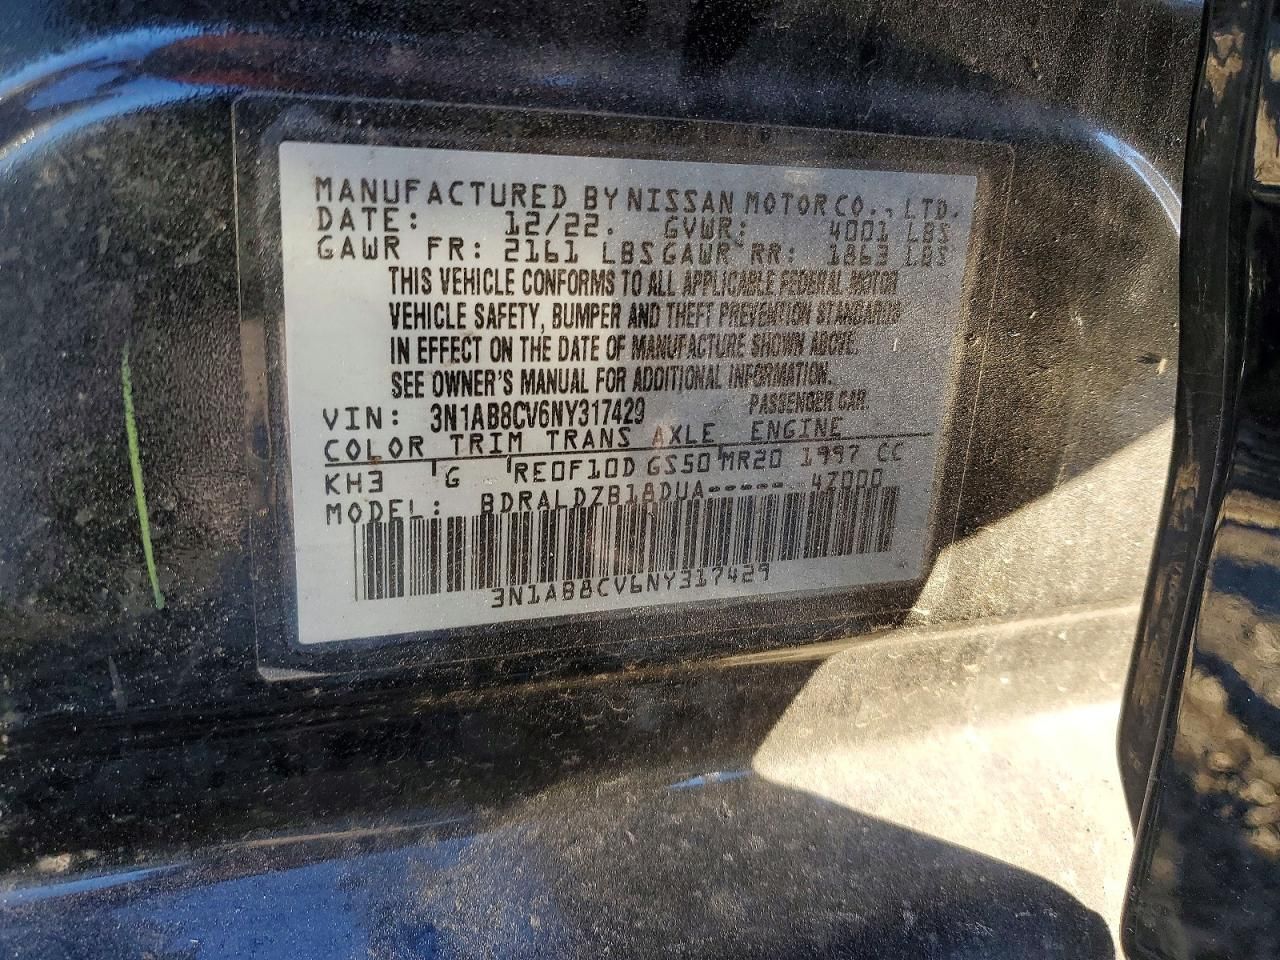 MANUFACTURED BY NISSAN MOTOR CO., LTD.
DATE: 12/22. GVWR: 4001 LBS
GAWR FR: 2161 LBS GAWR RR: 1863 LBS
THIS VEHICLE CONFORMS TO ALL APPLICABLE FEDERAL MOTOR
VEHICLE SAFETY, BUMPER AND THEFT PREVENTION STANDARDS
IN EFFECT ON THE DATE OF MANUFACTURE SHOWN ABOVE.
SEE OWNER'S MANUAL FOR ADDITIONAL INFORMATION.
VIN: 3N1AB8CV6NY317429 PASSENGER CAR.
COLOR TRIM TRANS AXLE ENGINE
KH3 G RE0F10D GS50 MR20 1997 CC
MODEL: BDRALDZB18DUA----- 4Z000
3N1AB8CV6NY317429